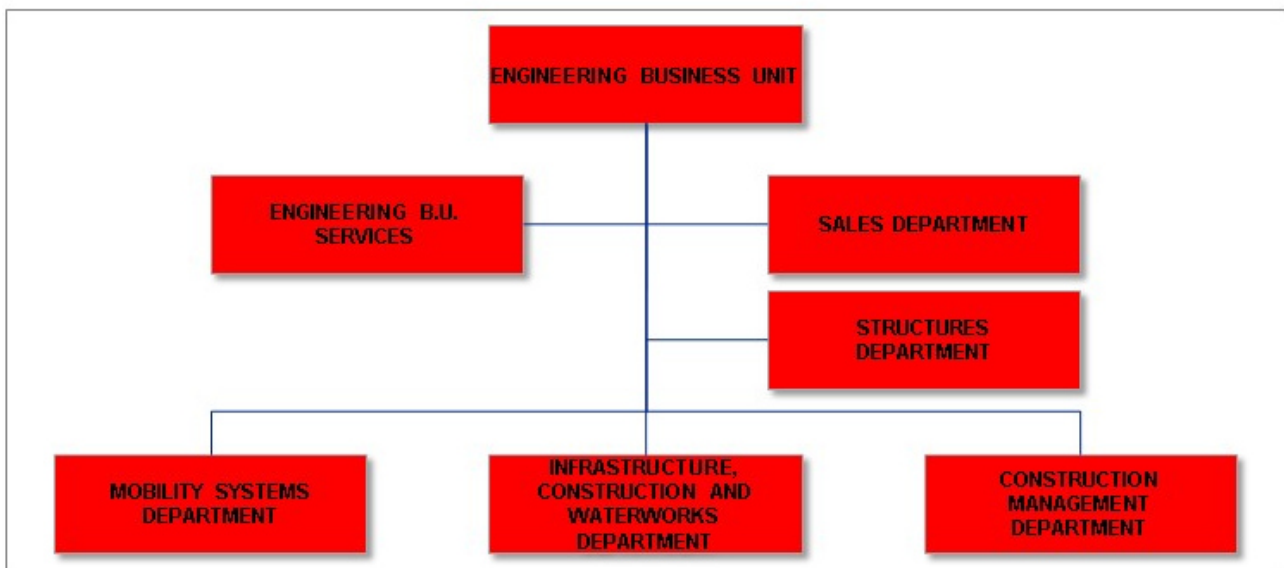 ENGINEERING BUSINESS UNIT
ENGINEERING B.U.
SERVICES
SALES DEPARTMENT
STRUCTURES
DEPARTMENT
MOBILITY SYSTEMS
DEPARTMENT
INFRASTRUCTURE,
CONSTRUCTION AND
WATERWORKS
DEPARTMENT
CONSTRUCTION
MANAGEMENT
DEPARTMENT